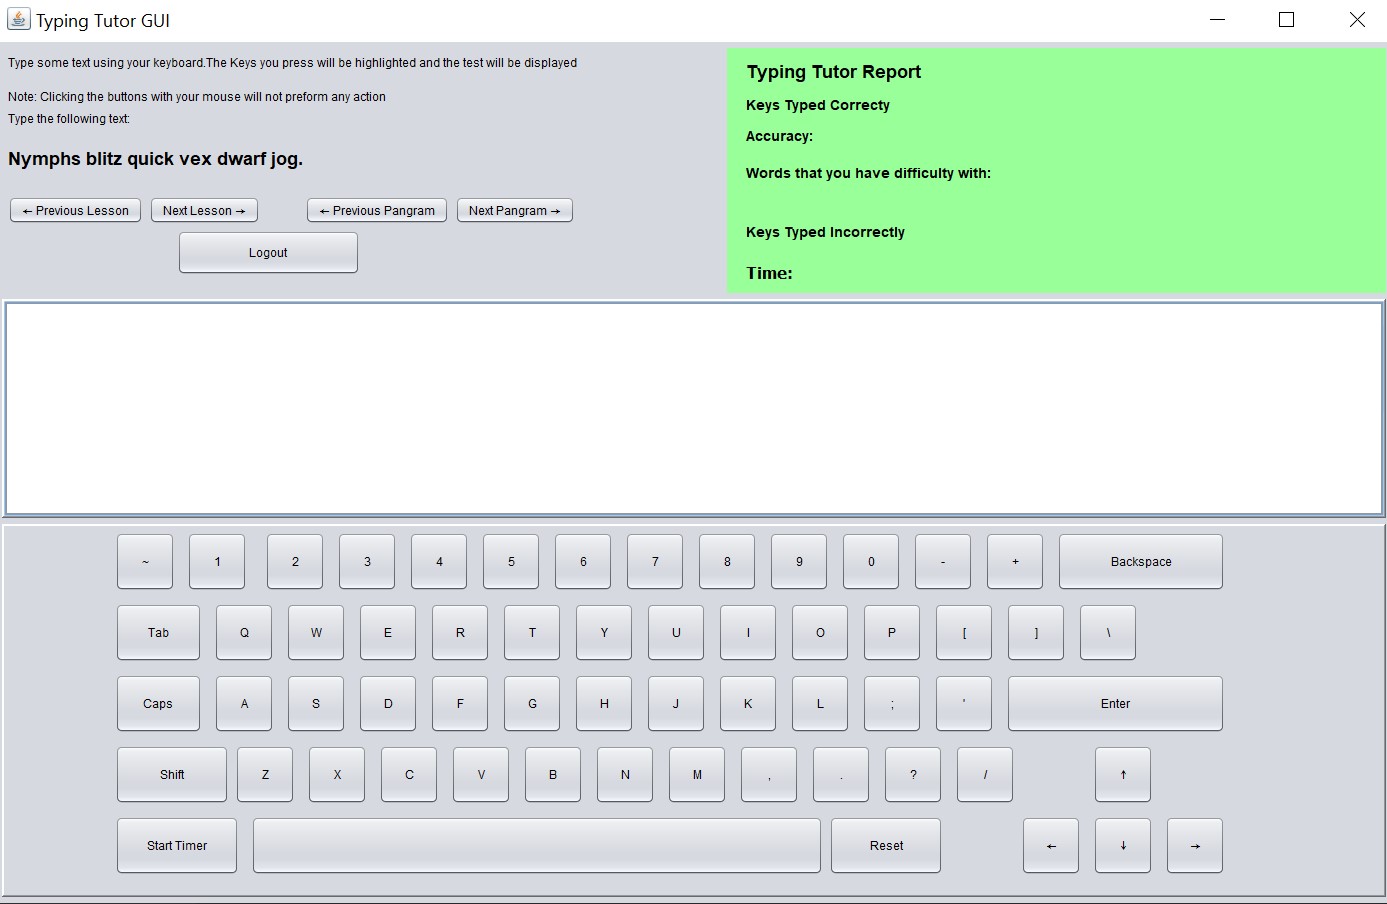 Typing Tutor GUI
Type some text using your keyboard.The Keys you press will be highlighted and the test will be displayed
Note: Clicking the buttons with your mouse will not preform any action
Type the following text:
Nymphs blitz quick vex dwarf jog.
← Previous Lesson Next Lesson → ← Previous Pangram Next Pangram →
Logout
Typing Tutor Report
Keys Typed Correcty
Accuracy:
Words that you have difficulty with:
Keys Typed Incorrectly
Time:
~ 1 2 3 4 5 6 7 8 9 0 - + Backspace
Tab Q W E R T Y U I O P [ ] \
Caps A S D F G H J K L ; ' Enter
Shift Z X C V B N M , . ? / ↑
Start Timer Reset ← ↓ →